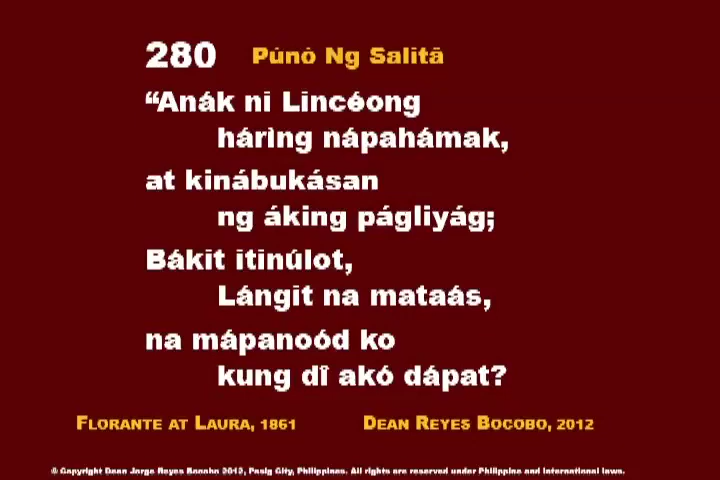 280 Púnò Ng Salitâ
“Anák ni Lincéong
hárìng nápahámak,
at kinábukásan
ng áking págliyág;
Bákit itinúlot,
Lángit na mataás,
na mápanoód ko
kung dî akó dápat?
FLORANTE AT LAURA, 1861 DEAN REYES BOCOBO, 2012
© Copyright Dean Jorge Reyes Bocobo 2012, Pasig City, Philippines. All rights are reserved under Philippine and international laws.